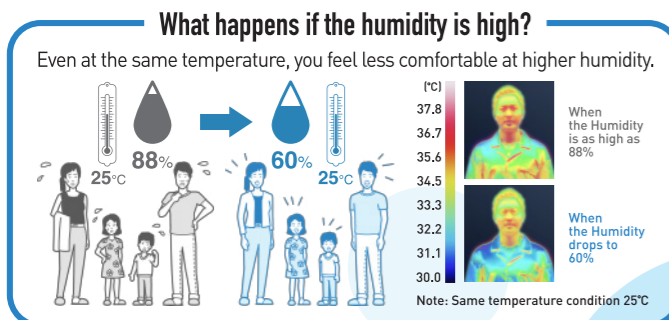 What happens if the humidity is high?
Even at the same temperature, you feel less comfortable at higher humidity.
25°C
88%
60%
25°C
(°C)
37.8
36.7
35.6
34.5
33.3
32.2
31.1
30.0
When
the Humidity
is as high as
88%
When
the Humidity
drops to
60%
Note: Same temperature condition 25°C